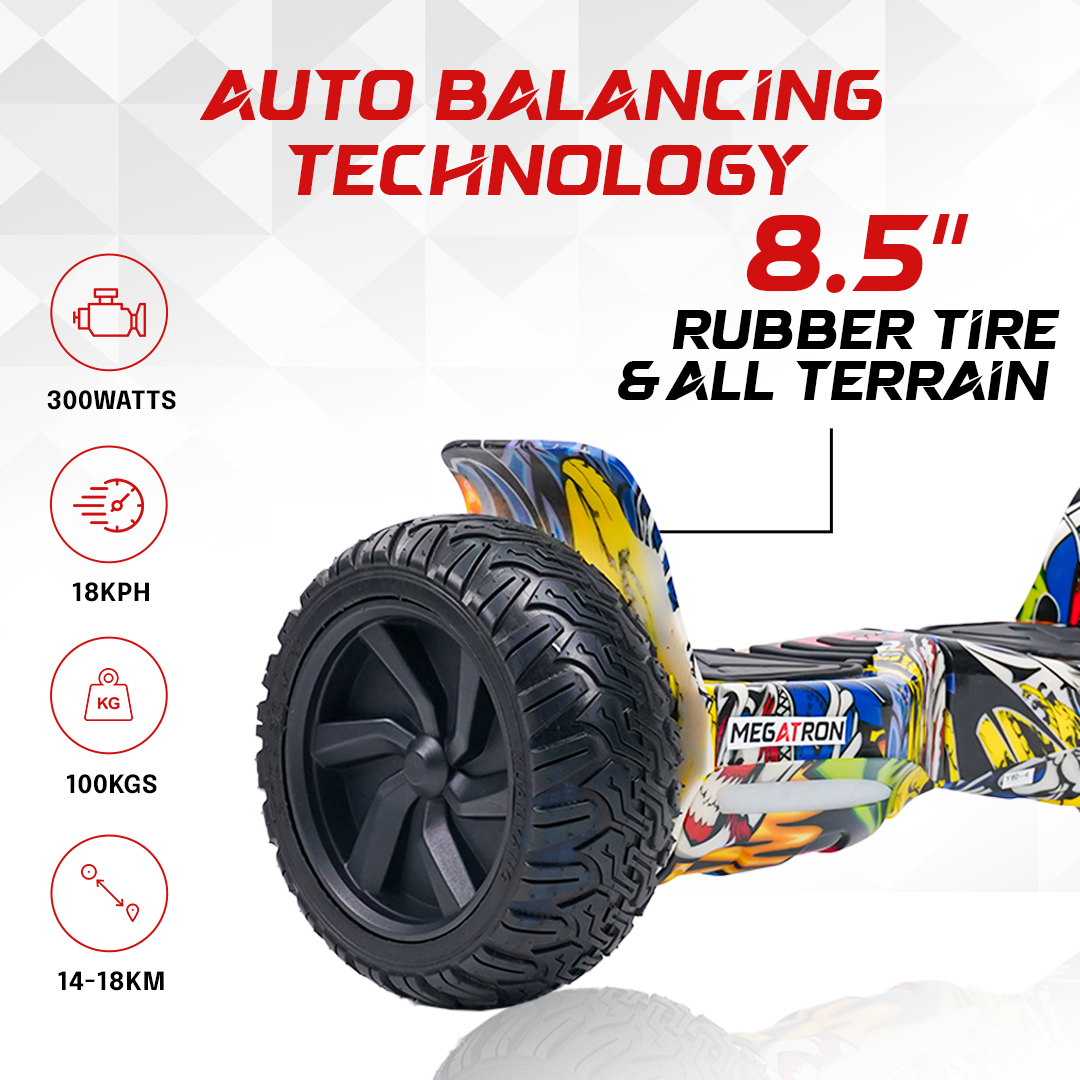 AUTO BALANCING
TECHNOLOGY
8.5"
RUBBER TIRE
& ALL TERRAIN
300WATTS
18KPH
KG
100KGS
14-18KM
MEGATRON